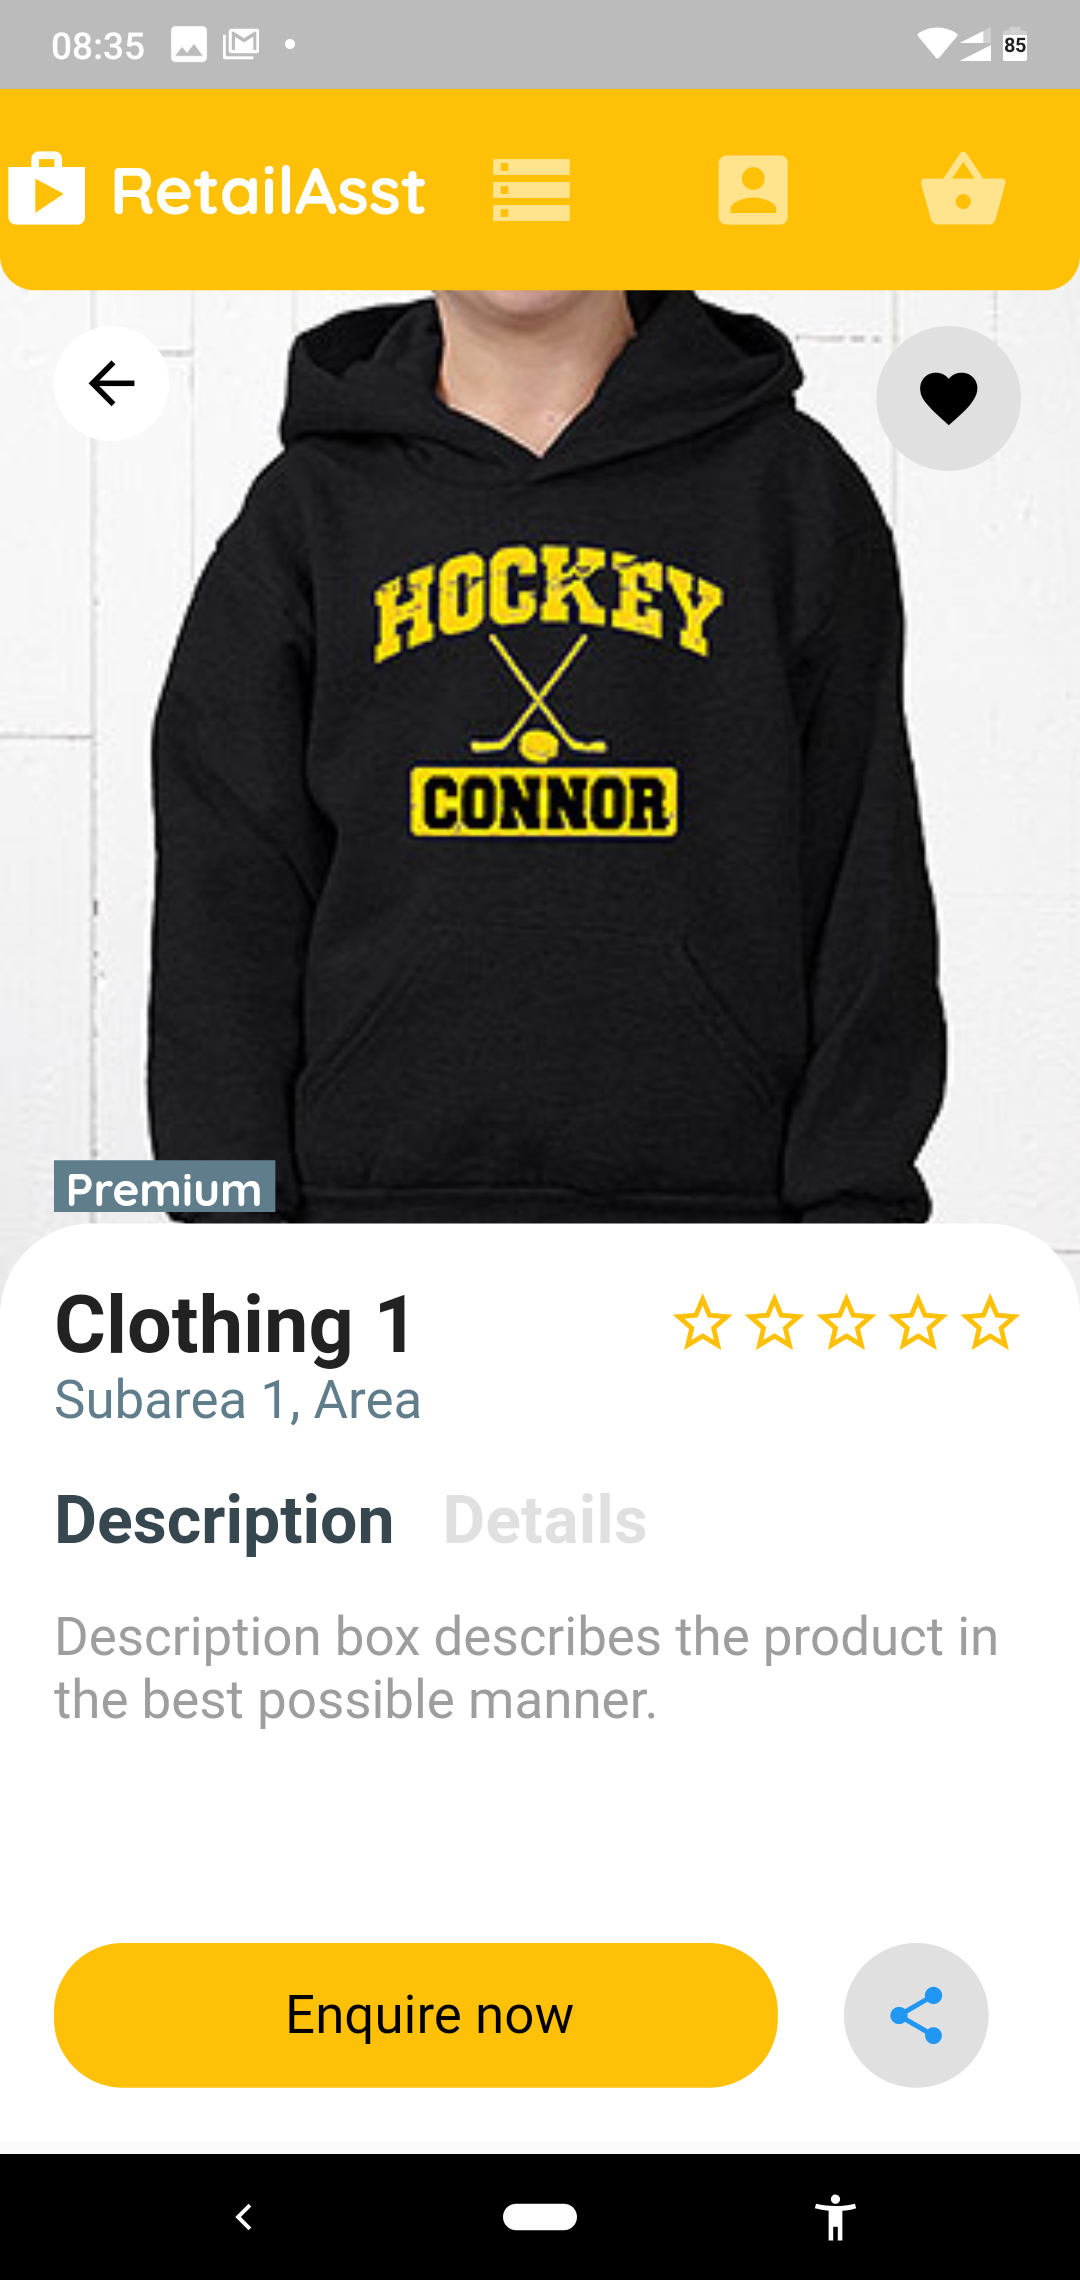 08:35
85
RetailAsst
HOCKEY
CONNOR
Premium
Clothing 1
Subarea 1, Area
Description Details
Description box describes the product in
the best possible manner.
Enquire now